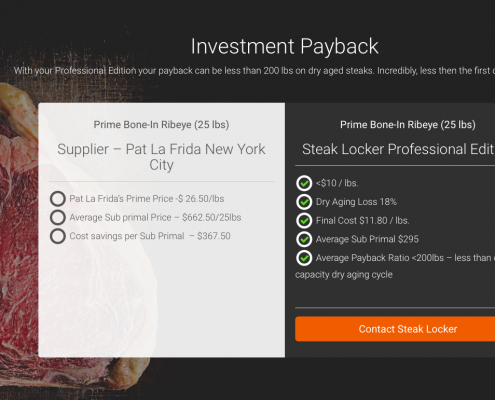 Investment Payback
With your Professional Edition your payback can be less than 200 lbs on dry aged steaks. Incredibly, less then the first
Prime Bone-In Ribeye (25 lbs)
Supplier – Pat La Frida New York
City
Pat La Frida's Prime Price -$ 26.50/lbs
Average Sub primal Price – $662.50/25lbs
Cost savings per Sub Primal – $367.50
Prime Bone-In Ribeye (25 lbs)
Steak Locker Professional Edit
<$10 / lbs.
Dry Aging Loss 18%
Final Cost $11.80 / lbs.
Average Sub Primal $295
Average Payback Ratio <200lbs – less than
capacity dry aging cycle
Contact Steak Locker